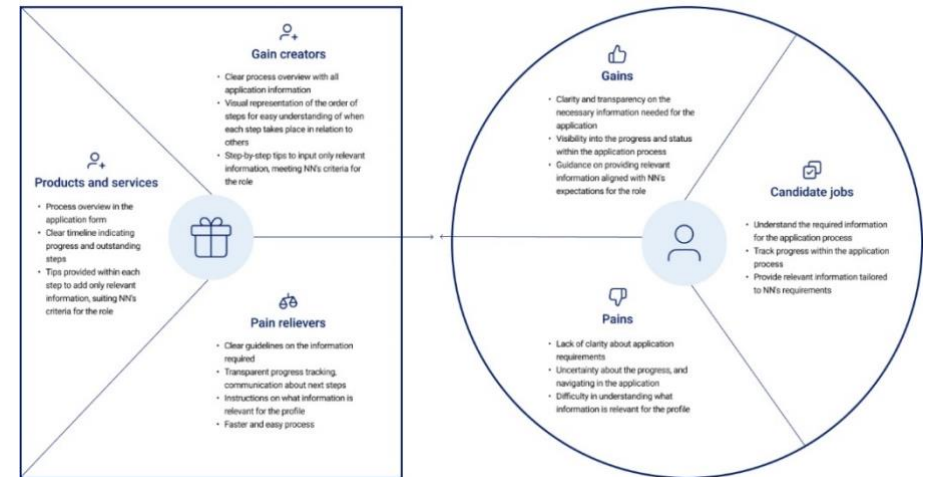 Gain creators
• Clear process overview with all
application information
• Visual representation of the order of
steps for easy understanding of when
each step takes place in relation to
others
• Step-by-step tips to input only relevant
information, meeting NN's criteria for
the role
Products and services
• Process overview in the
application form
• Clear timeline indicating
progress and outstanding
steps
• Tips provided within each
step to add only relevant
information, suiting NN's
criteria for the role
Pain relievers
• Clear guidelines on the information
required
• Transparent progress tracking,
communication about next steps
• Instructions on what information is
relevant for the profile
• Faster and easy process
Gains
• Clarity and transparency on the
necessary information needed for the
application
• Visibility into the progress and status
within the application process
• Guidance on providing relevant
information aligned with NN's
expectations for the role
Candidate jobs
• Understand the required information
for the application process
• Track progress within the application
process
• Provide relevant information tailored
to NN's requirements
Pains
• Lack of clarity about application
requirements
• Uncertainty about the progress, and
navigating in the application
• Difficulty in understanding what
information is relevant for the profile